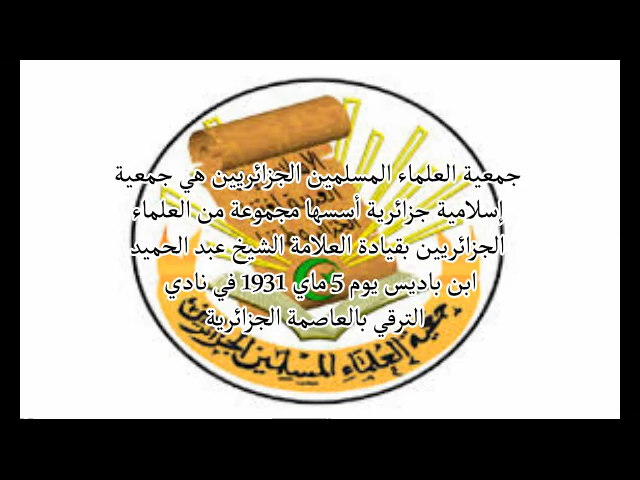 جمعية العلماء المسلمين الجزائريين هي جمعية
إسلامية جزائرية أسسها مجموعة من العلماء
الجزائريين بقيادة العلامة الشيخ عبد الحميد
ابن باديس يوم 5 ماي 1931 في نادي
الترقي بالعاصمة الجزائرية
جمعية العلماء المسلمين الجزائريين